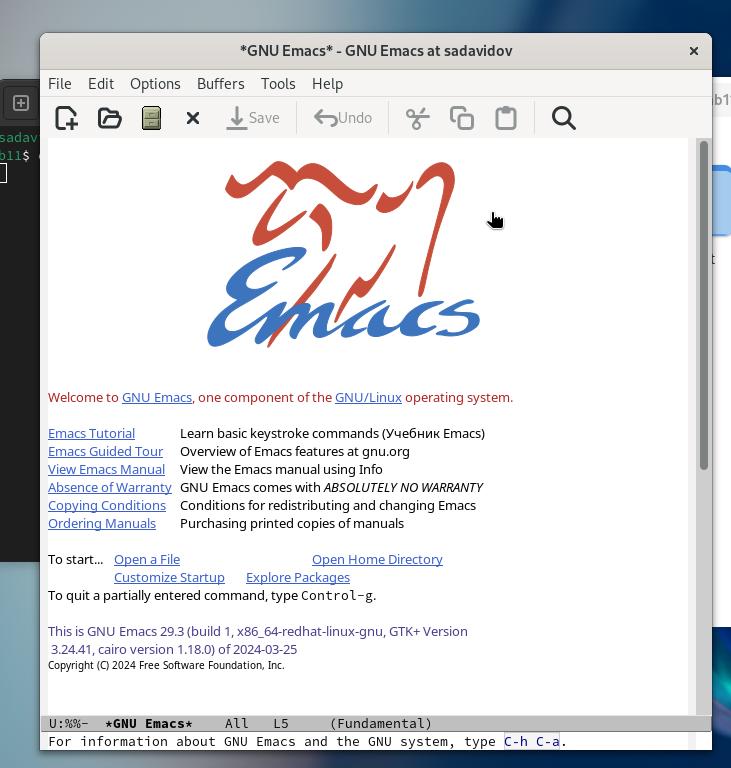 *GNU Emacs* - GNU Emacs at sadavidov
File Edit Options Buffers Tools Help
Save Undo
Emacs
Welcome to GNU Emacs, one component of the GNU/Linux operating system.
Emacs Tutorial Learn basic keystroke commands (Учебник Emacs)
Emacs Guided Tour Overview of Emacs features at gnu.org
View Emacs Manual View the Emacs manual using Info
Absence of Warranty GNU Emacs comes with ABSOLUTELY NO WARRANTY
Copying Conditions Conditions for redistributing and changing Emacs
Ordering Manuals Purchasing printed copies of manuals
To start... Open a File Open Home Directory
Customize Startup Explore Packages
To quit a partially entered command, type Control-g.
This is GNU Emacs 29.3 (build 1, x86_64-redhat-linux-gnu, GTK+ Version
3.24.41, cairo version 1.18.0) of 2024-03-25
Copyright (C) 2024 Free Software Foundation, Inc.
U:%%- *GNU Emacs* All L5 (Fundamental)
For information about GNU Emacs and the GNU system, type C-h C-a.